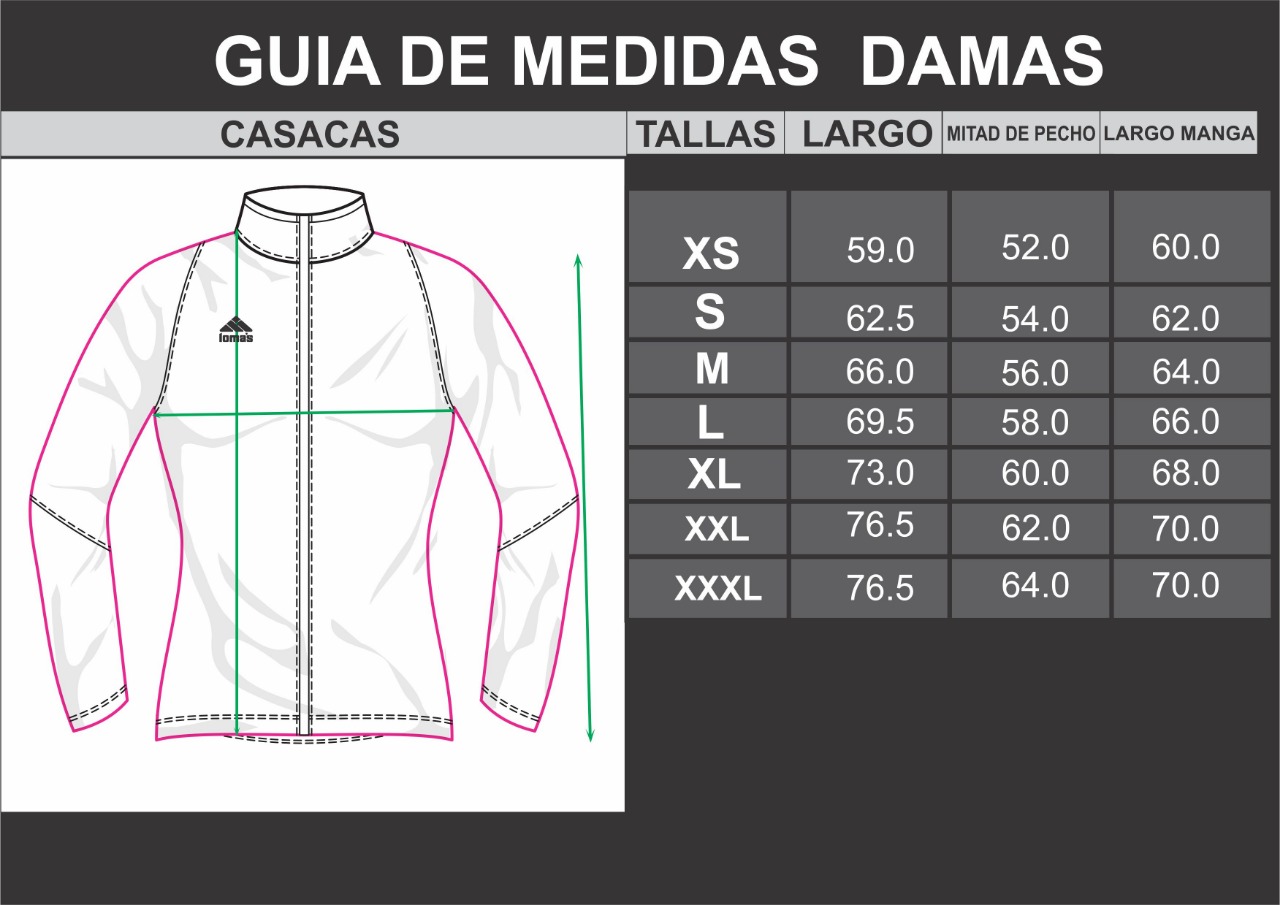 GUIA DE MEDIDAS DAMAS
CASACAS TALLAS LARGO MITAD DE PECHO LARGO MANGA
XS 59.0 52.0 60.0
S 62.5 54.0 62.0
loma's
M 66.0 56.0 64.0
L 69.5 58.0 66.0
XL 73.0 60.0 68.0
XXL 76.5 62.0 70.0
XXXL 76.5 64.0 70.0